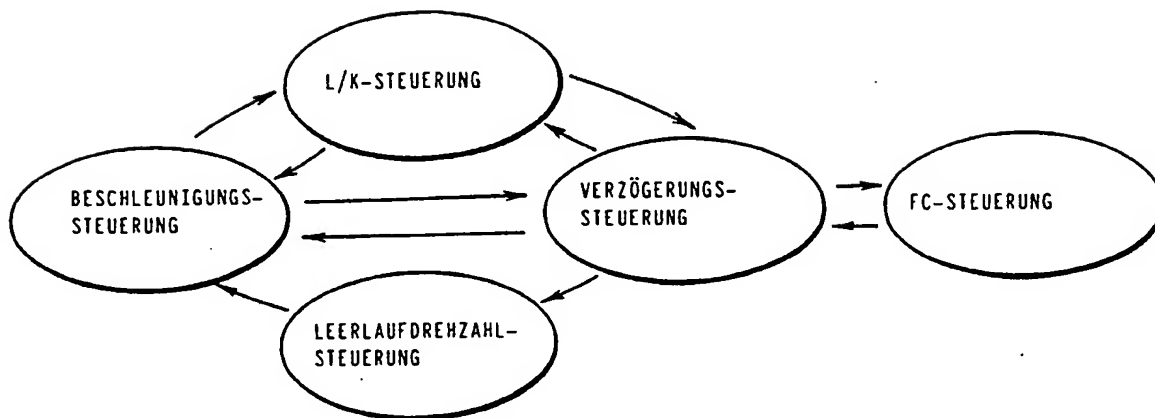 L/K-STEUERUNG
BESCHLEUNIGUNGS-
STEUERUNG
VERZÖGERUNGS-
STEUERUNG
FC-STEUERUNG
LEERLAUFDREHZAHL-
STEUERUNG